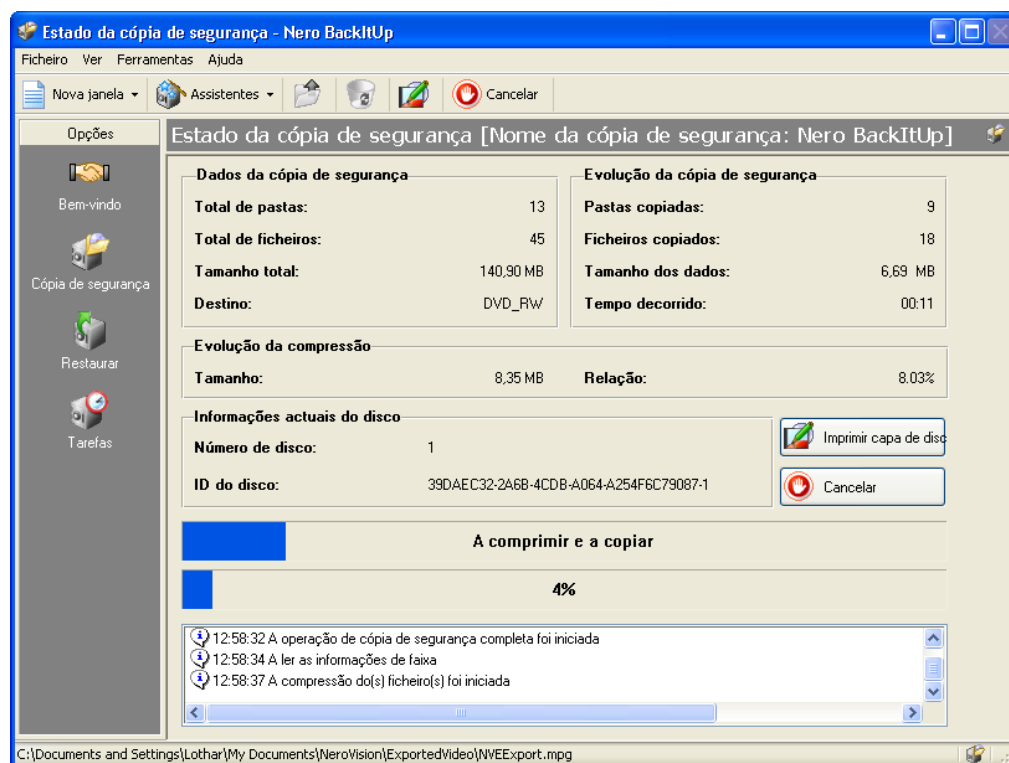 Estado da cópia de segurança - Nero BackItUp
Ficheiro Ver Ferramentas Ajuda
Nova janela Assistentes Cancelar
Opções
Estado da cópia de segurança [Nome da cópia de segurança: Nero BackItUp]
Bem-vindo
Cópia de segurança
Restaurar
Tarefas
Dados da cópia de segurança
Total de pastas: 13
Total de ficheiros: 45
Tamanho total: 140,90 MB
Destino: DVD_RW
Evolução da cópia de segurança
Pastas copiadas: 9
Ficheiros copiados: 18
Tamanho dos dados: 6,69 MB
Tempo decorrido: 00:11
Evolução da compressão
Tamanho: 8,35 MB Relação: 8.03%
Informações actuais do disco
Número de disco: 1
ID do disco: 39DAEC32-2A6B-4CDB-A064-A254F6C79087-1
Imprimir capa de disc
Cancelar
A comprimir e a copiar
4%
12:58:32 A operação de cópia de segurança completa foi iniciada
12:58:34 A ler as informações de faixa
12:58:37 A compressão do(s) ficheiro(s) foi iniciada
C:\Documents and Settings\Lothar\My Documents\NeroVision\ExportedVideo\NVEExport.mpg